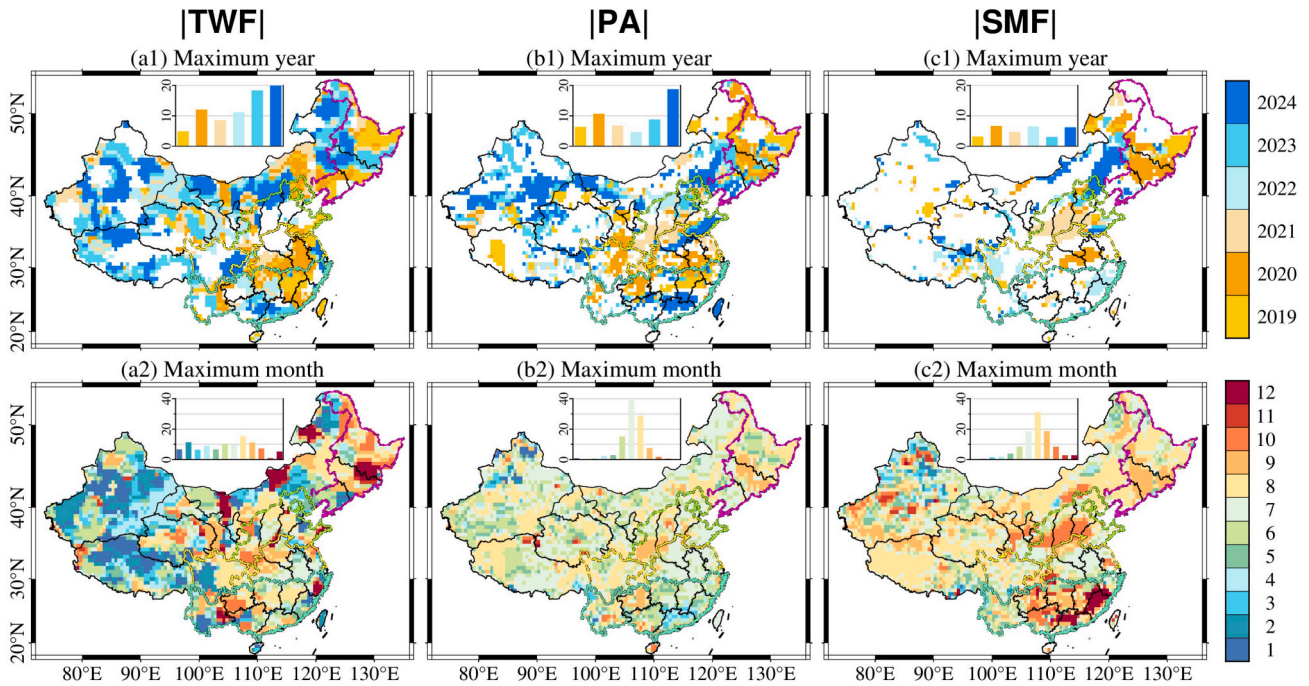 |TWF| |PA| |SMF|
(a1) Maximum year (b1) Maximum year (c1) Maximum year
20 20 20
10 10 10
0 0 0
50°N
40°N
30°N
20°N
2024
2023
2022
2021
2020
2019
(a2) Maximum month (b2) Maximum month (c2) Maximum month
40 40 40
20 20 20
0 0 0
50°N
40°N
30°N
20°N
12
11
10
9
8
7
6
5
4
3
2
1
80°E 90°E 100°E 110°E 120°E 130°E 80°E 90°E 100°E 110°E 120°E 130°E 80°E 90°E 100°E 110°E 120°E 130°E